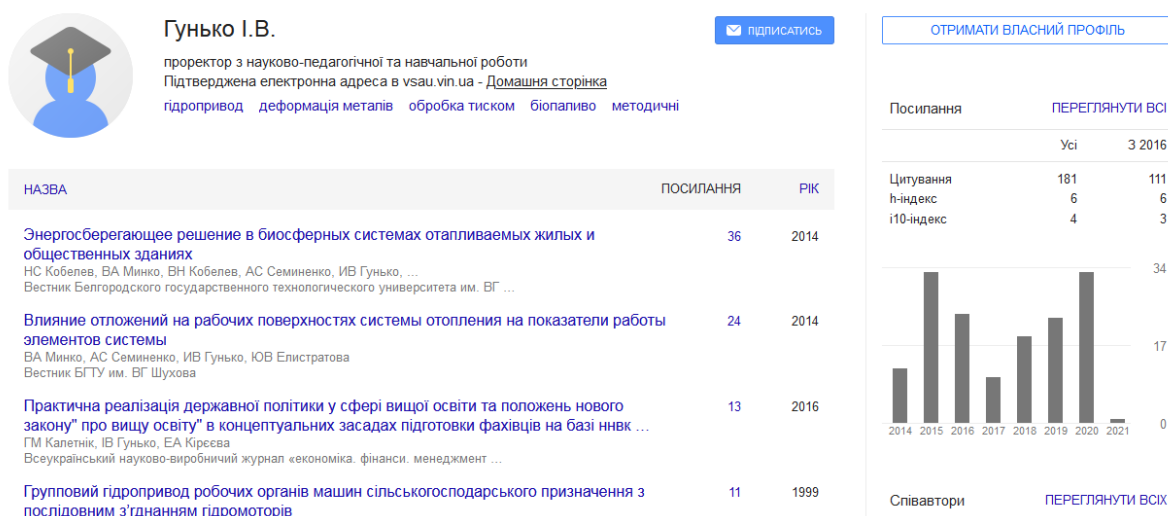 Гунько І.В.
ПІДПИСАТИСЬ
проректор з науково-педагогічної та навчальної роботи
Підтверджена електронна адреса в vsau.vin.ua - Домашня сторінка
гідропривод деформація металів обробка тиском біопаливо методичні
НАЗВА ПОСИЛАННЯ РІК
Энергосберегающее решение в биосферных системах отапливаемых жилых и 36 2014
общественных зданиях
НС Кобелев, ВА Минко, ВН Кобелев, АС Семиненко, ИВ Гунько, ...
Вестник Белгородского государственного технологического университета им. ВГ ...
Влияние отложений на рабочих поверхностях системы отопления на показатели работы 24 2014
элементов системы
ВА Минко, АС Семиненко, ИВ Гунько, ЮВ Елистратова
Вестник БГТУ им. ВГ Шухова
Практична реалізація державної політики у сфері вищої освіти та положень нового 13 2016
закону" про вищу освіту" в концептуальних засадах підготовки фахівців на базі ннвк ...
ГМ Калетнік, ІВ Гунько, ЕА Кірєєва
Всеукраїнський науково-виробничий журнал «економіка. фінанси. менеджмент ...
Групповий гідропривод робочих органів машин сільськогосподарського призначення з 11 1999
послідовним з'гднанням гідромоторів
ОТРИМАТИ ВЛАСНИЙ ПРОФІЛЬ
Посилання ПЕРЕГЛЯНУТИ ВСІ
Усі З 2016
Цитування 181 111
h-індекс 6 6
i10-індекс 4 3
34
17
0
2014 2015 2016 2017 2018 2019 2020 2021
Співавтори ПЕРЕГЛЯНУТИ ВСІХ